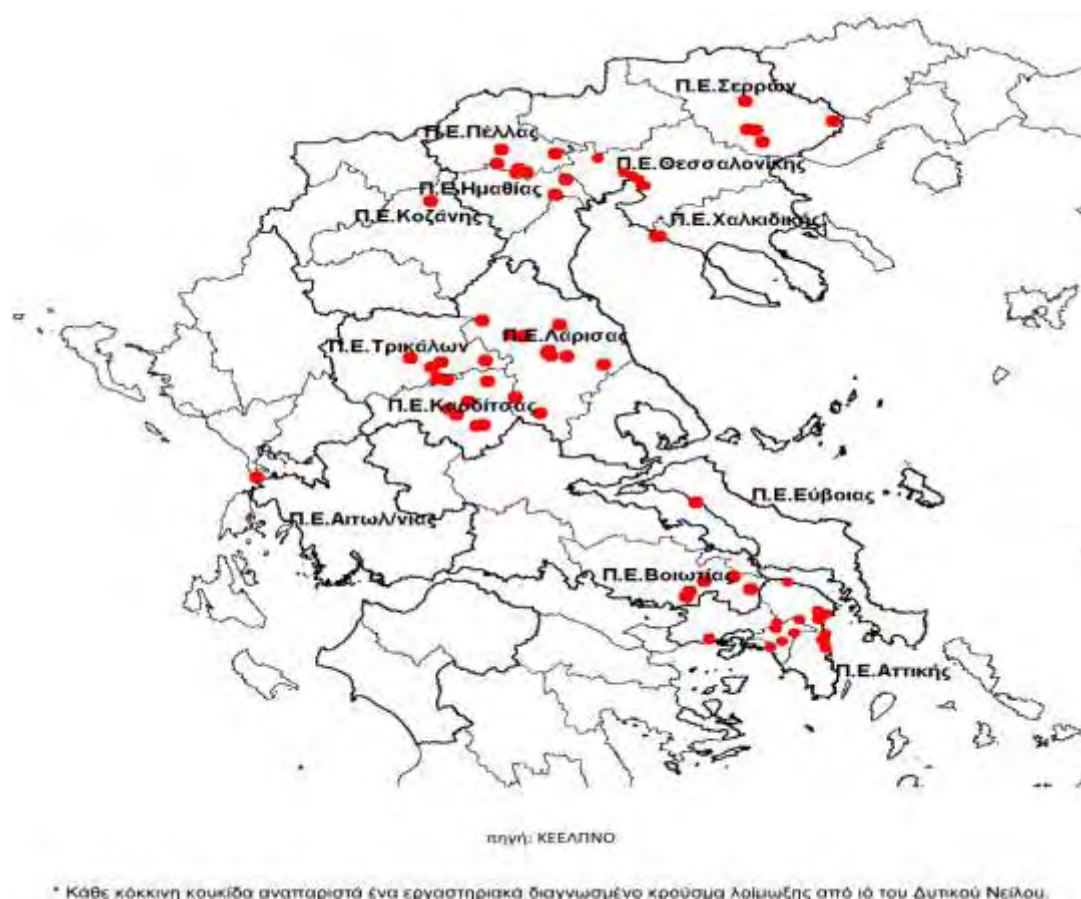 Π.Ε.Σερρών
Π.Ε.Πέλλας
Π.Ε.Θεσσαλονίκης
Π.Ε.Ημαθίας
Π.Ε.Κοζάνης
Π.Ε.Χαλκιδικής
Π.Ε.Λάρισας
Π.Ε.Τρικάλων
Π.Ε.Καρδίτσας
Π.Ε.Εύβοιας
Π.Ε.Αιτωλ/νίας
Π.Ε.Βοιωτίας
Π.Ε.Αττικής
πηγή: ΚΕΕΛΠΝΟ
* Κάθε κόκκινη κουκίδα αναπαριστά ένα εργαστηριακά διαγνωσμένο κρούσμα λοίμωξης από ιό του Δυτικού Νείλου.